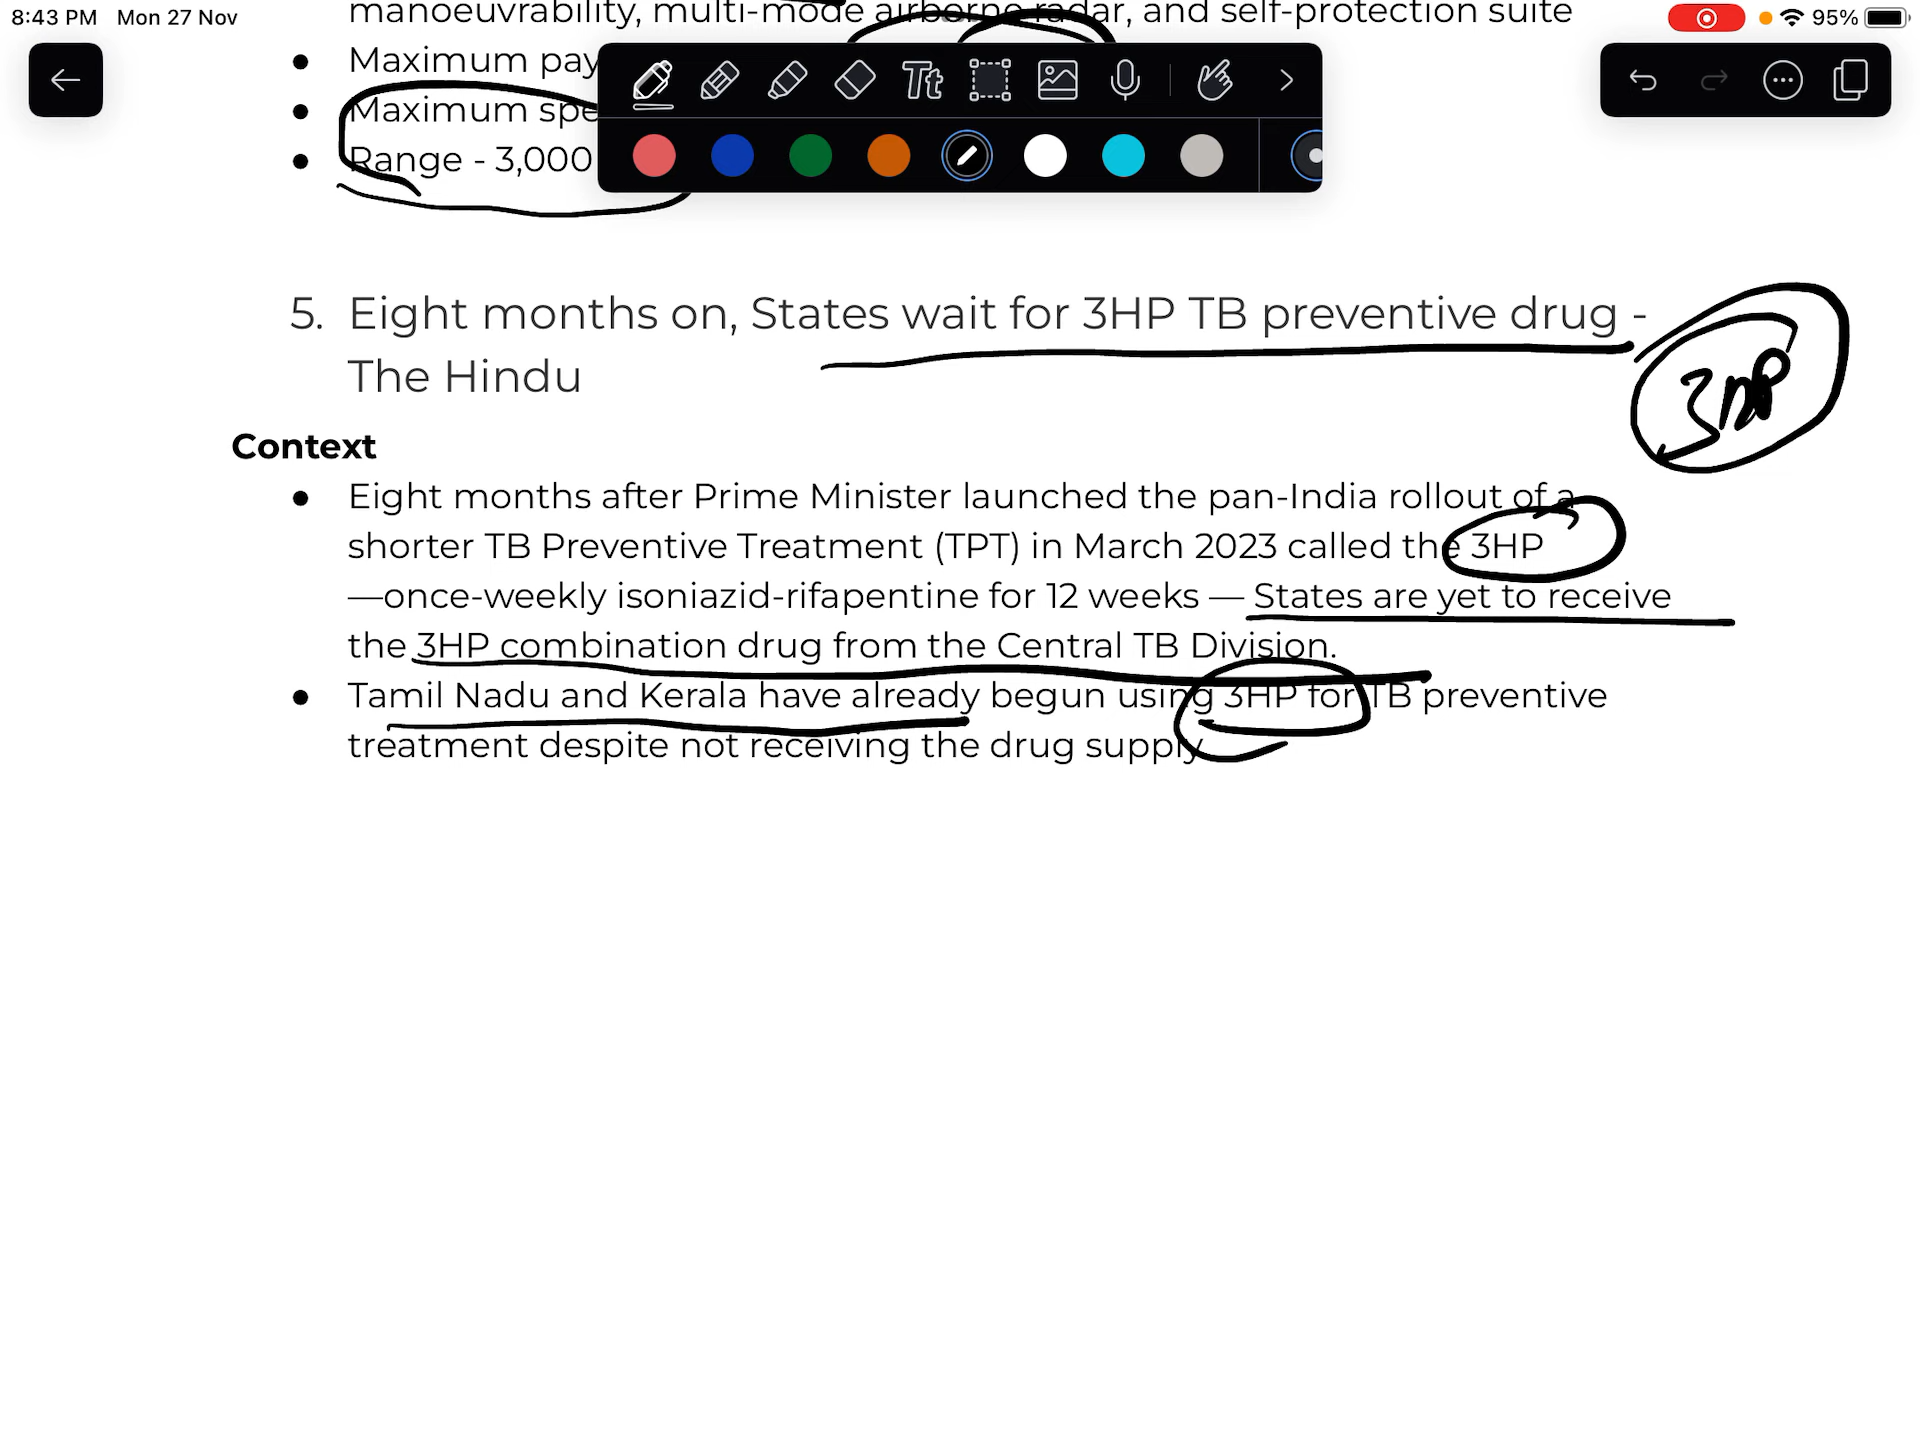 8:43 PM Mon 27 Nov
95%
manoeuvrability, multi-mode airborne radar, and self-protection suite
● Maximum pay
● Maximum spe
● Range - 3,000
Tt
5. Eight months on, States wait for 3HP TB preventive drug -
The Hindu
3HP
Context
● Eight months after Prime Minister launched the pan-India rollout of a
shorter TB Preventive Treatment (TPT) in March 2023 called the 3HP
—once-weekly isoniazid-rifapentine for 12 weeks — States are yet to receive
the 3HP combination drug from the Central TB Division.
● Tamil Nadu and Kerala have already begun using 3HP for TB preventive
treatment despite not receiving the drug supply